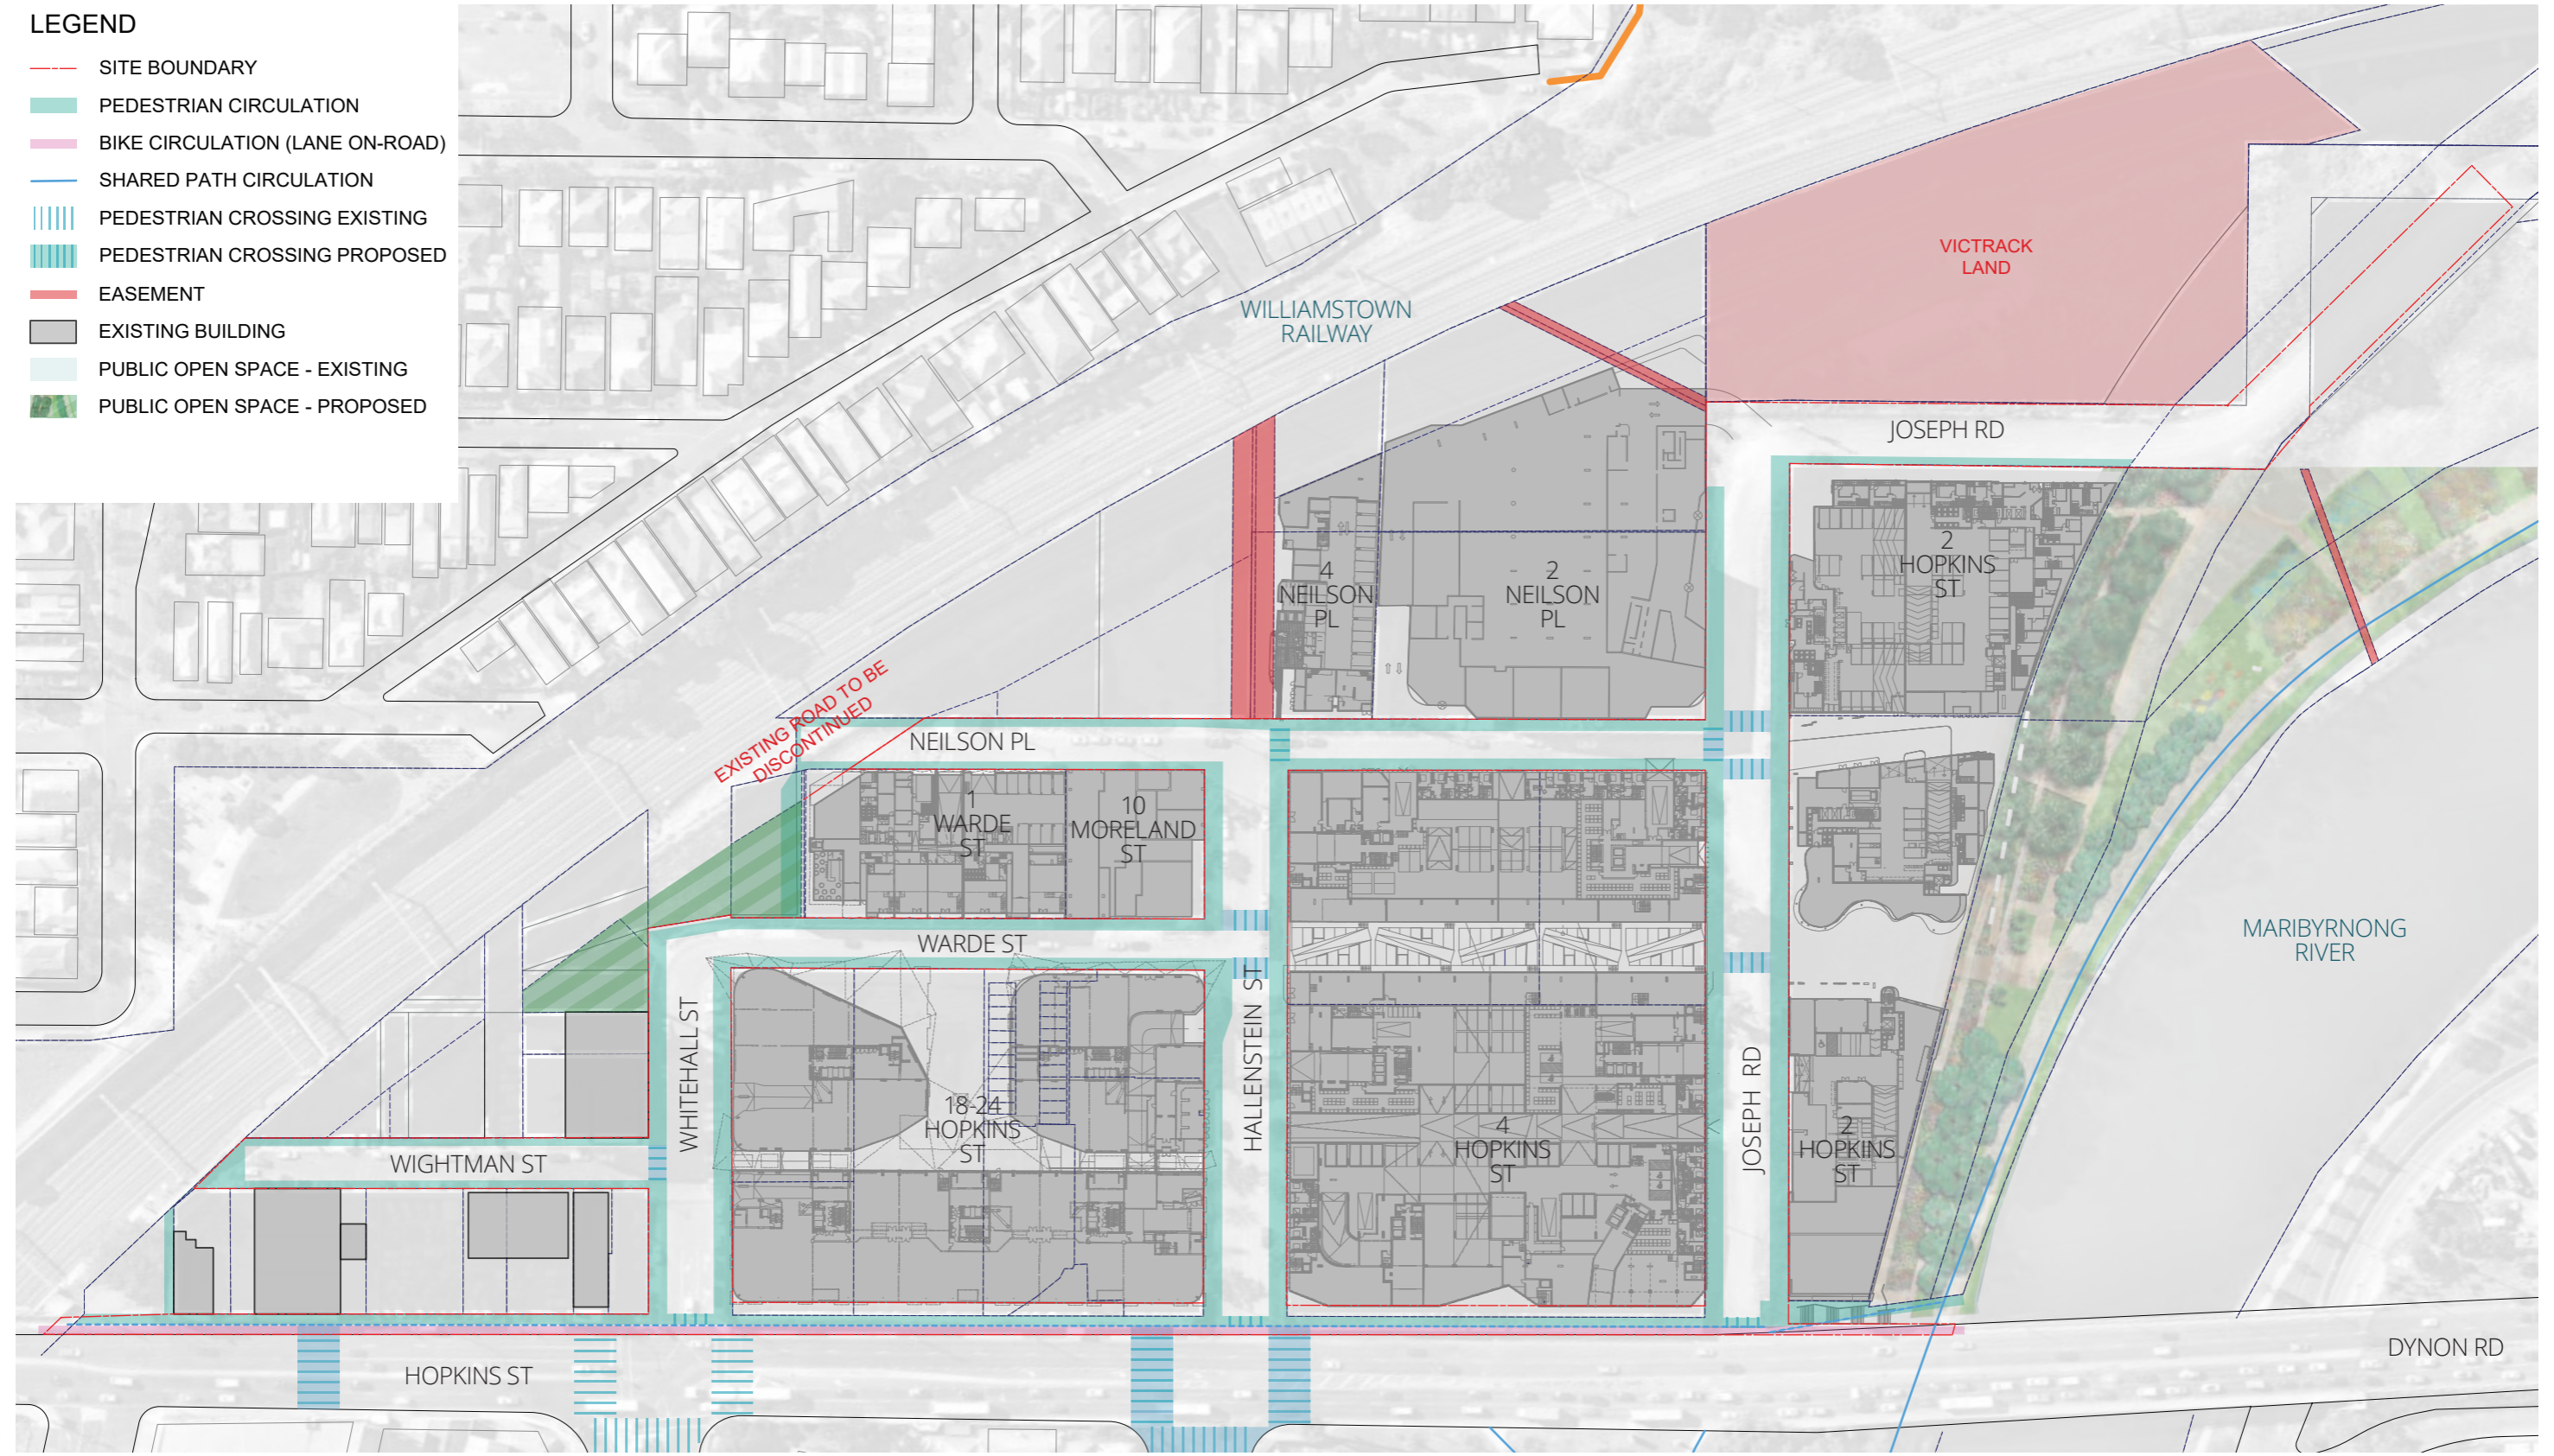 LEGEND
SITE BOUNDARY
PEDESTRIAN CIRCULATION
BIKE CIRCULATION (LANE ON-ROAD)
SHARED PATH CIRCULATION
PEDESTRIAN CROSSING EXISTING
PEDESTRIAN CROSSING PROPOSED
EASEMENT
EXISTING BUILDING
PUBLIC OPEN SPACE - EXISTING
PUBLIC OPEN SPACE - PROPOSED
VICTRACK
LAND
WILLIAMSTOWN
RAILWAY
JOSEPH RD
2
HOPKINS
ST
4
NEILSON
PL
2
NEILSON
PL
EXISTING ROAD TO BE
DISCONTINUED
NEILSON PL
1
WARDE
ST
10
MORELAND
ST
WARDE ST
MARIBYRNONG
RIVER
WHITEHALL ST
HALLENSTEIN ST
JOSEPH RD
18-24
HOPKINS
ST
4
HOPKINS
ST
2
HOPKINS
ST
WIGHTMAN ST
HOPKINS ST
DYNON RD